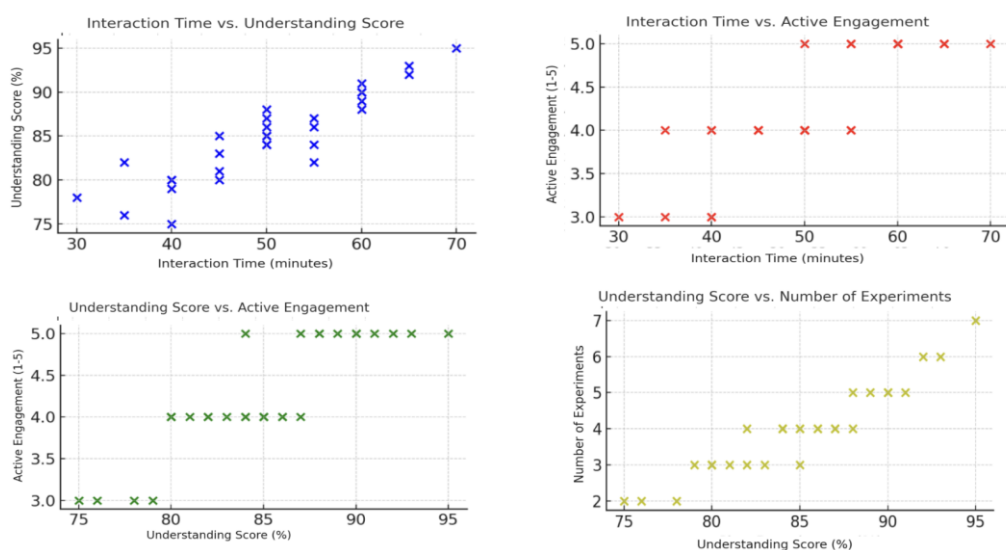 Interaction Time vs. Understanding Score
95
90
85
80
75
30 40 50 60 70
Understanding Score (%)
Interaction Time (minutes)
Interaction Time vs. Active Engagement
5.0
4.5
4.0
3.5
3.0
30 40 50 60 70
Active Engagement (1-5)
Interaction Time (minutes)
Understanding Score vs. Active Engagement
5.0
4.5
4.0
3.5
3.0
75 80 85 90 95
Active Engagement (1-5)
Understanding Score (%)
Understanding Score vs. Number of Experiments
7
6
5
4
3
2
75 80 85 90 95
Number of Experiments
Understanding Score (%)